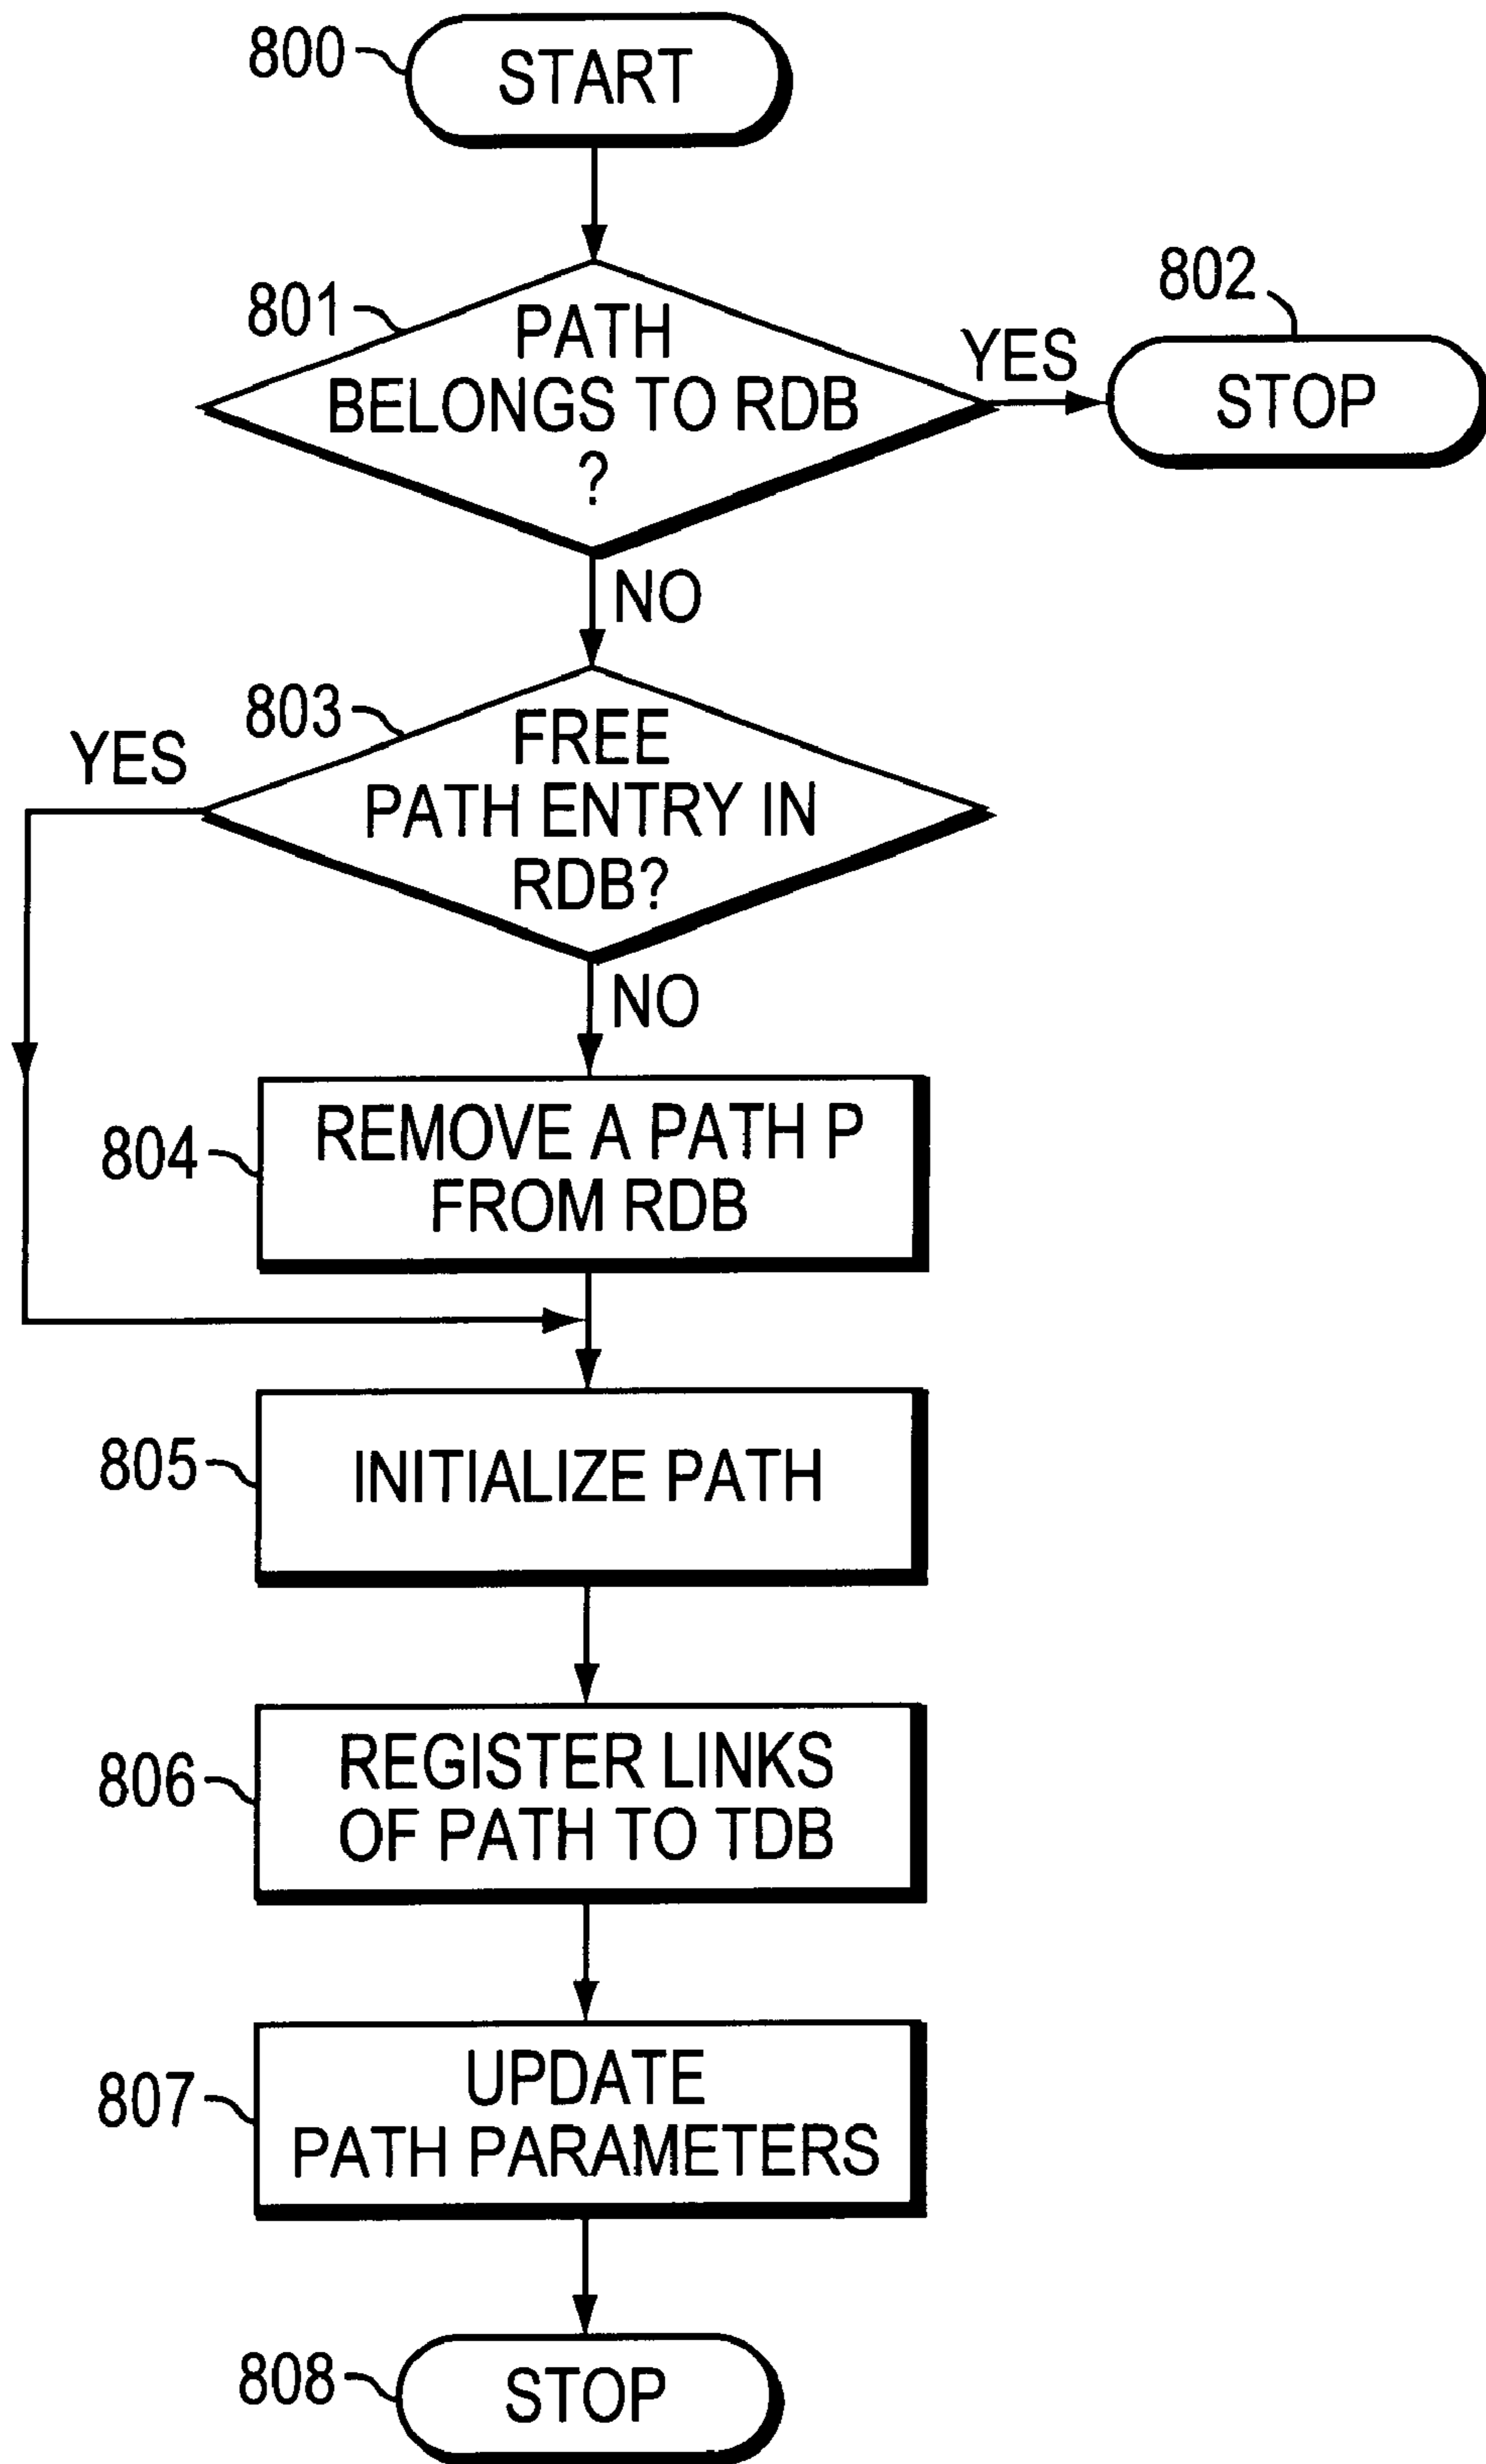 800
START
801
PATH
BELONGS TO RDB
?
YES
802
STOP
NO
803
YES
FREE
PATH ENTRY IN
RDB?
NO
804
REMOVE A PATH P
FROM RDB
805
INITIALIZE PATH
806
REGISTER LINKS
OF PATH TO TDB
807
UPDATE
PATH PARAMETERS
808
STOP